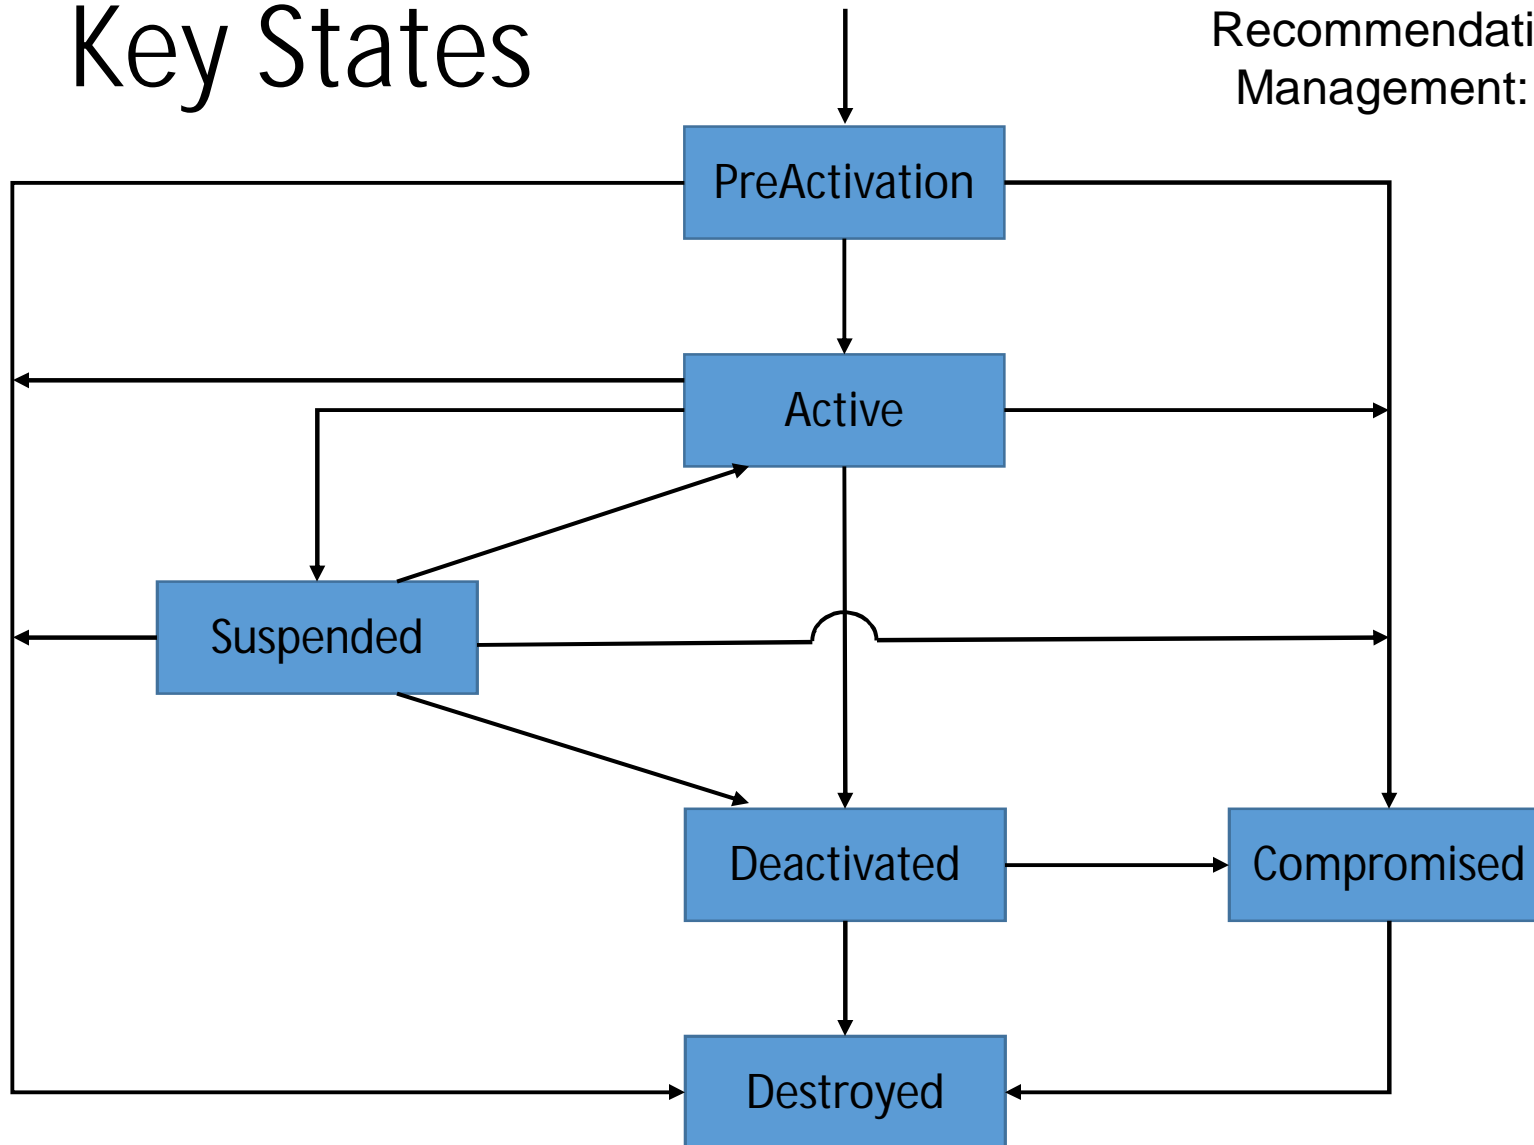 Key States
Recommendati
Management:
PreActivation
Active
Suspended
Deactivated
Compromised
Destroyed